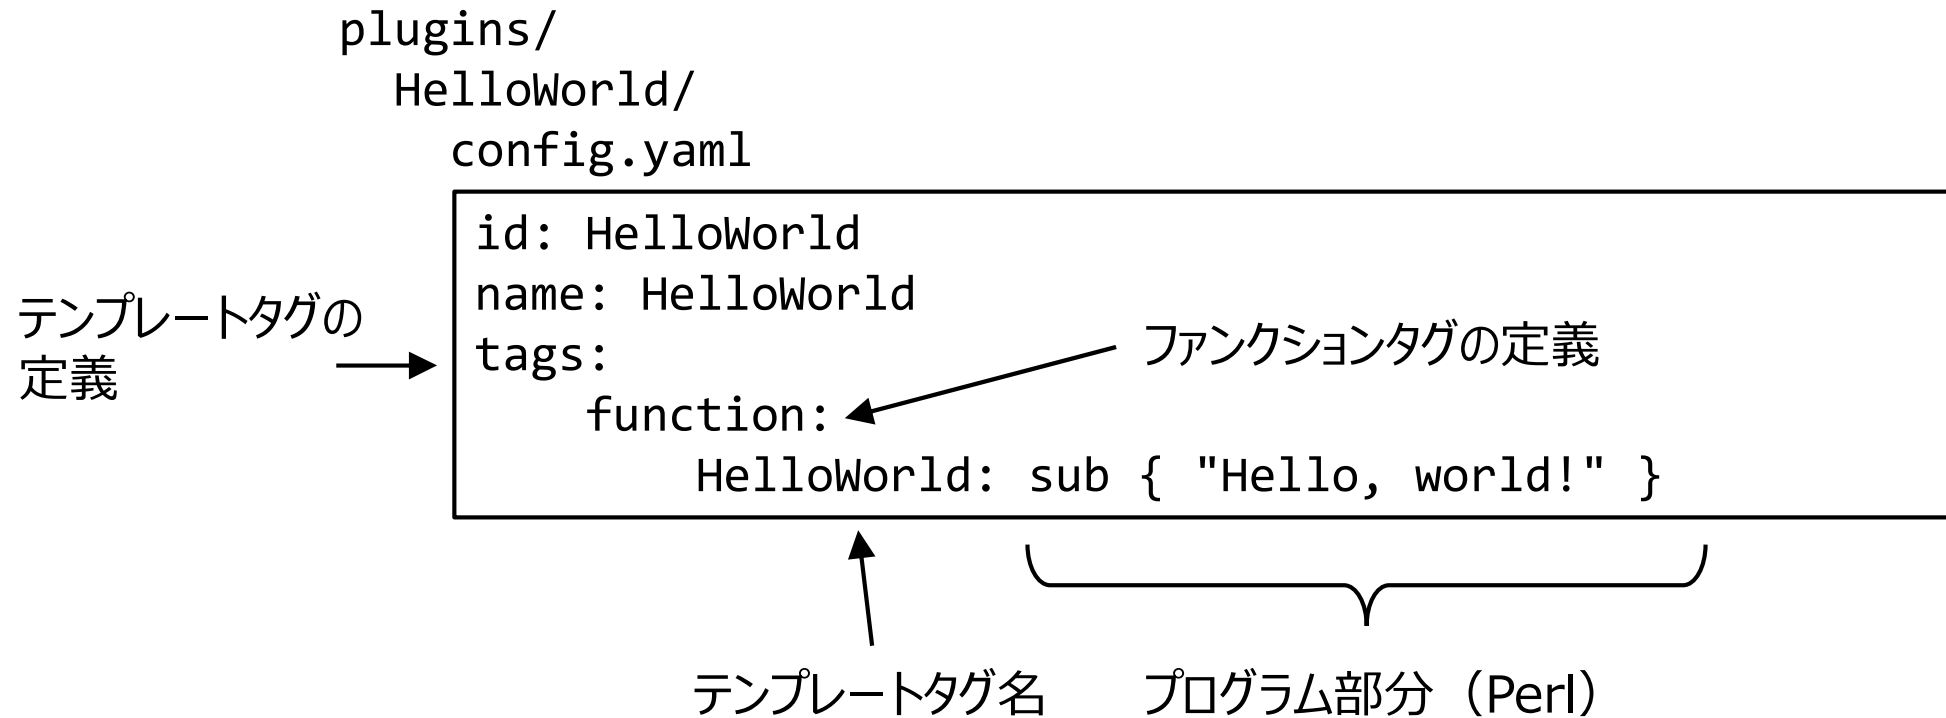 plugins/
HelloWorld/
config.yaml
id: HelloWorld
name: HelloWorld
tags:
function:
HelloWorld: sub { "Hello, world!" }
テンプレートタグの
定義
ファンクションタグの定義
テンプレートタグ名
プログラム部分（Perl）